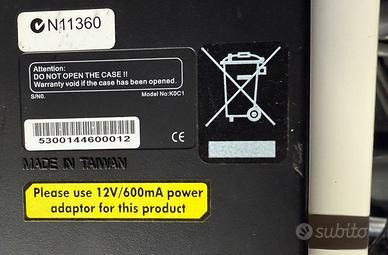 N11360
Attention:
DO NOT OPEN THE CASE !!
Warranty void if the case has been opened.
S/N0.
Model No: K0C1
5300144600012
CE
MADE IN TAIWAN
Please use 12V/600mA power
adaptor for this product
subito